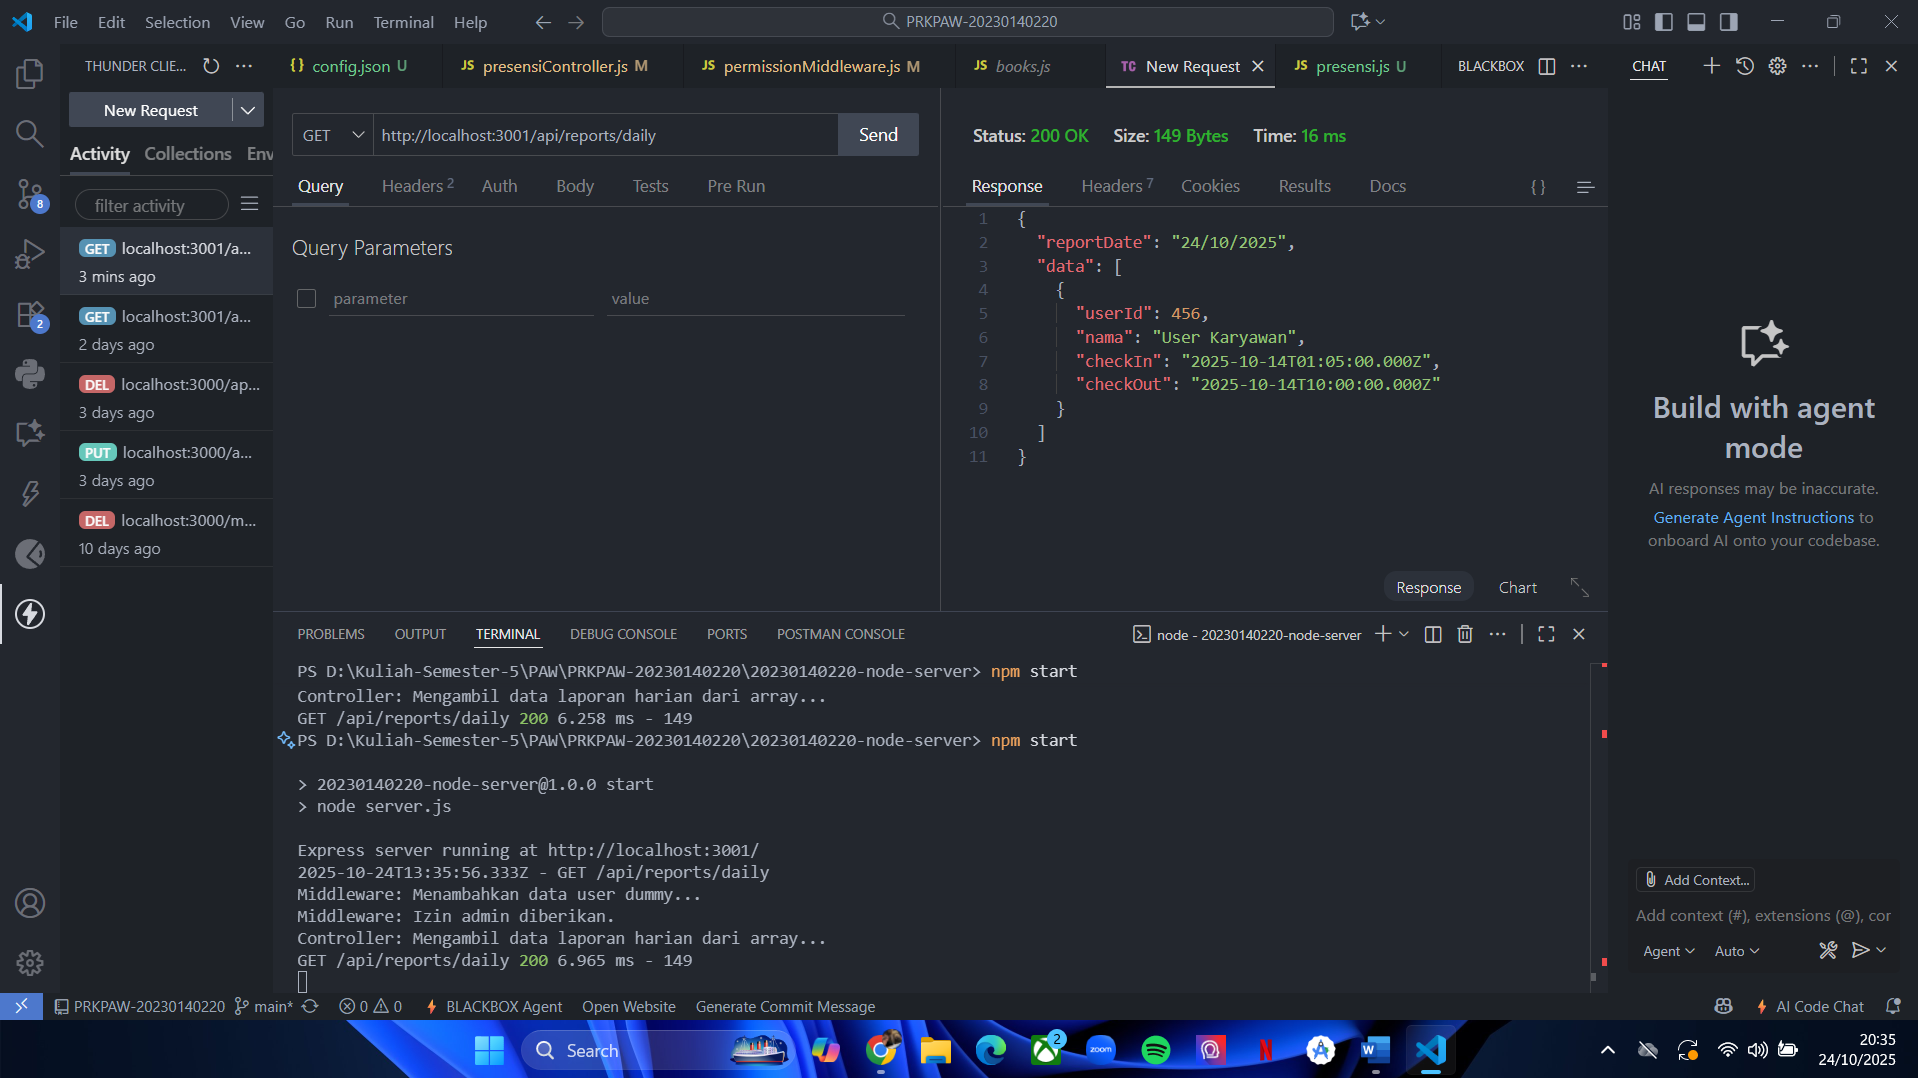 File Edit Selection View Go Run Terminal Help
PRKPAW-20230140220
THUNDER CLIE...
{} config.json U
JS presensiController.js M
JS permissionMiddleware.js M
JS books.js
TC New Request
JS presensi.js U
BLACKBOX
CHAT
New Request
Activity Collections Env
filter activity
GET localhost:3001/a...
3 mins ago
GET localhost:3001/a...
2 days ago
DEL localhost:3000/ap...
3 days ago
PUT localhost:3000/a...
3 days ago
DEL localhost:3000/m...
10 days ago
8
2
GET http://localhost:3001/api/reports/daily Send
Query Headers 2 Auth Body Tests Pre Run
Query Parameters
parameter value
Status: 200 OK Size: 149 Bytes Time: 16 ms
Response Headers 7 Cookies Results Docs {}
1 {
2 "reportDate": "24/10/2025",
3 "data": [
4 {
5 "userId": 456,
6 "nama": "User Karyawan",
7 "checkIn": "2025-10-14T01:05:00.000Z",
8 "checkOut": "2025-10-14T10:00:00.000Z"
9 }
10 ]
11 }
Response Chart
Build with agent
mode
AI responses may be inaccurate.
Generate Agent Instructions to
onboard AI onto your codebase.
Add Context...
Add context (#), extensions (@), cor
Agent Auto
PROBLEMS OUTPUT TERMINAL DEBUG CONSOLE PORTS POSTMAN CONSOLE
node - 20230140220-node-server
PS D:\Kuliah-Semester-5\PAW\PRKPAW-20230140220\20230140220-node-server> npm start
Controller: Mengambil data laporan harian dari array...
GET /api/reports/daily 200 6.258 ms - 149
PS D:\Kuliah-Semester-5\PAW\PRKPAW-20230140220\20230140220-node-server> npm start
> 20230140220-node-server@1.0.0 start
> node server.js
Express server running at http://localhost:3001/
2025-10-24T13:35:56.333Z - GET /api/reports/daily
Middleware: Menambahkan data user dummy...
Middleware: Izin admin diberikan.
Controller: Mengambil data laporan harian dari array...
GET /api/reports/daily 200 6.965 ms - 149
PRKPAW-20230140220 main* 0 0 BLACKBOX Agent Open Website Generate Commit Message AI Code Chat
Search
2
zoom
20:35
24/10/2025